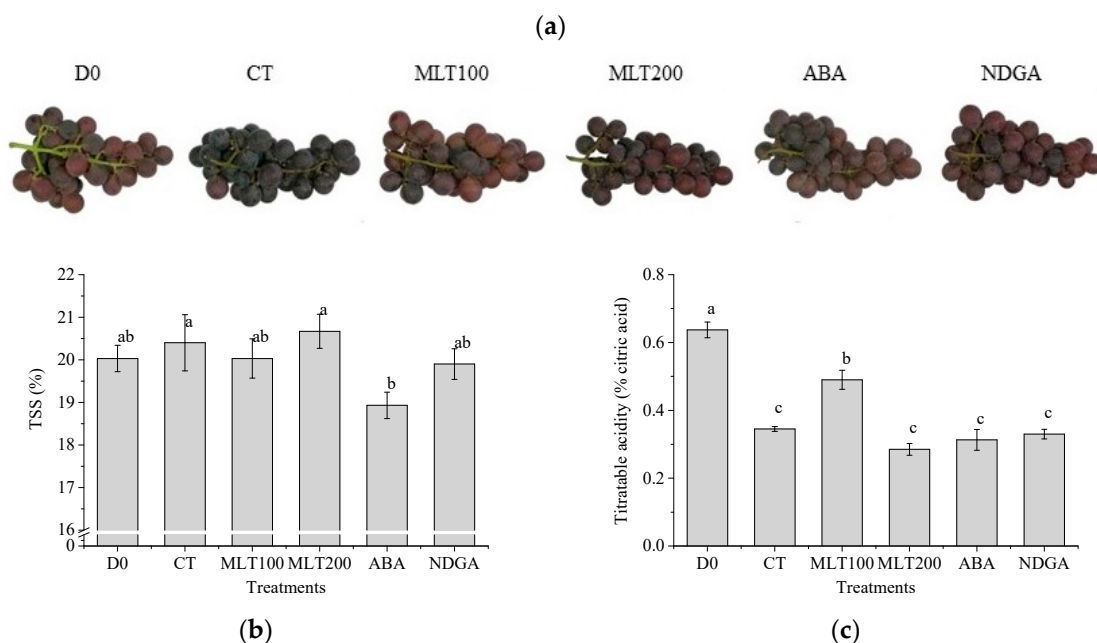 (a)
D0 CT MLT100 MLT200 ABA NDGA
22
21
20
19
18
17
16
0
TSS (%)
ab a ab a b ab
D0 CT MLT100 MLT200 ABA NDGA
Treatments
(b)
0.8
0.6
0.4
0.2
0.0
Titratable acidity (% citric acid)
a c b c c c
D0 CT MLT100 MLT200 ABA NDGA
Treatments
(c)